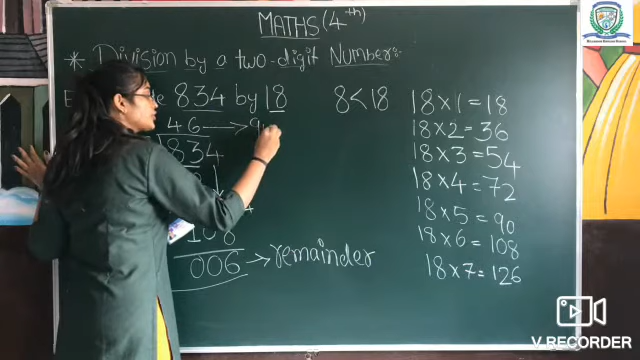 MATHS (4th)
* Division by a two-digit Number:-
834 by 18
8<18
46 → 9
834
108
006 → remainder
18×1=18
18×2=36
18×3=54
18×4=72
18×5=90
18×6=108
18×7=126
V.RECORDER